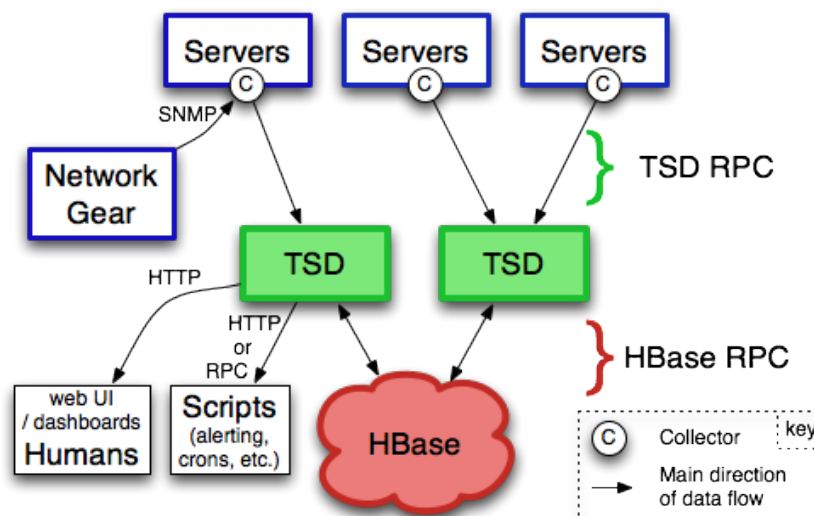 Servers
Servers
Servers
C
C
C
SNMP
Network
Gear
TSD RPC
TSD
TSD
HTTP
HTTP
or
RPC
HBase RPC
web UI
/ dashboards
Humans
Scripts
(alerting,
crons, etc.)
HBase
key
C
Collector
Main direction
of data flow